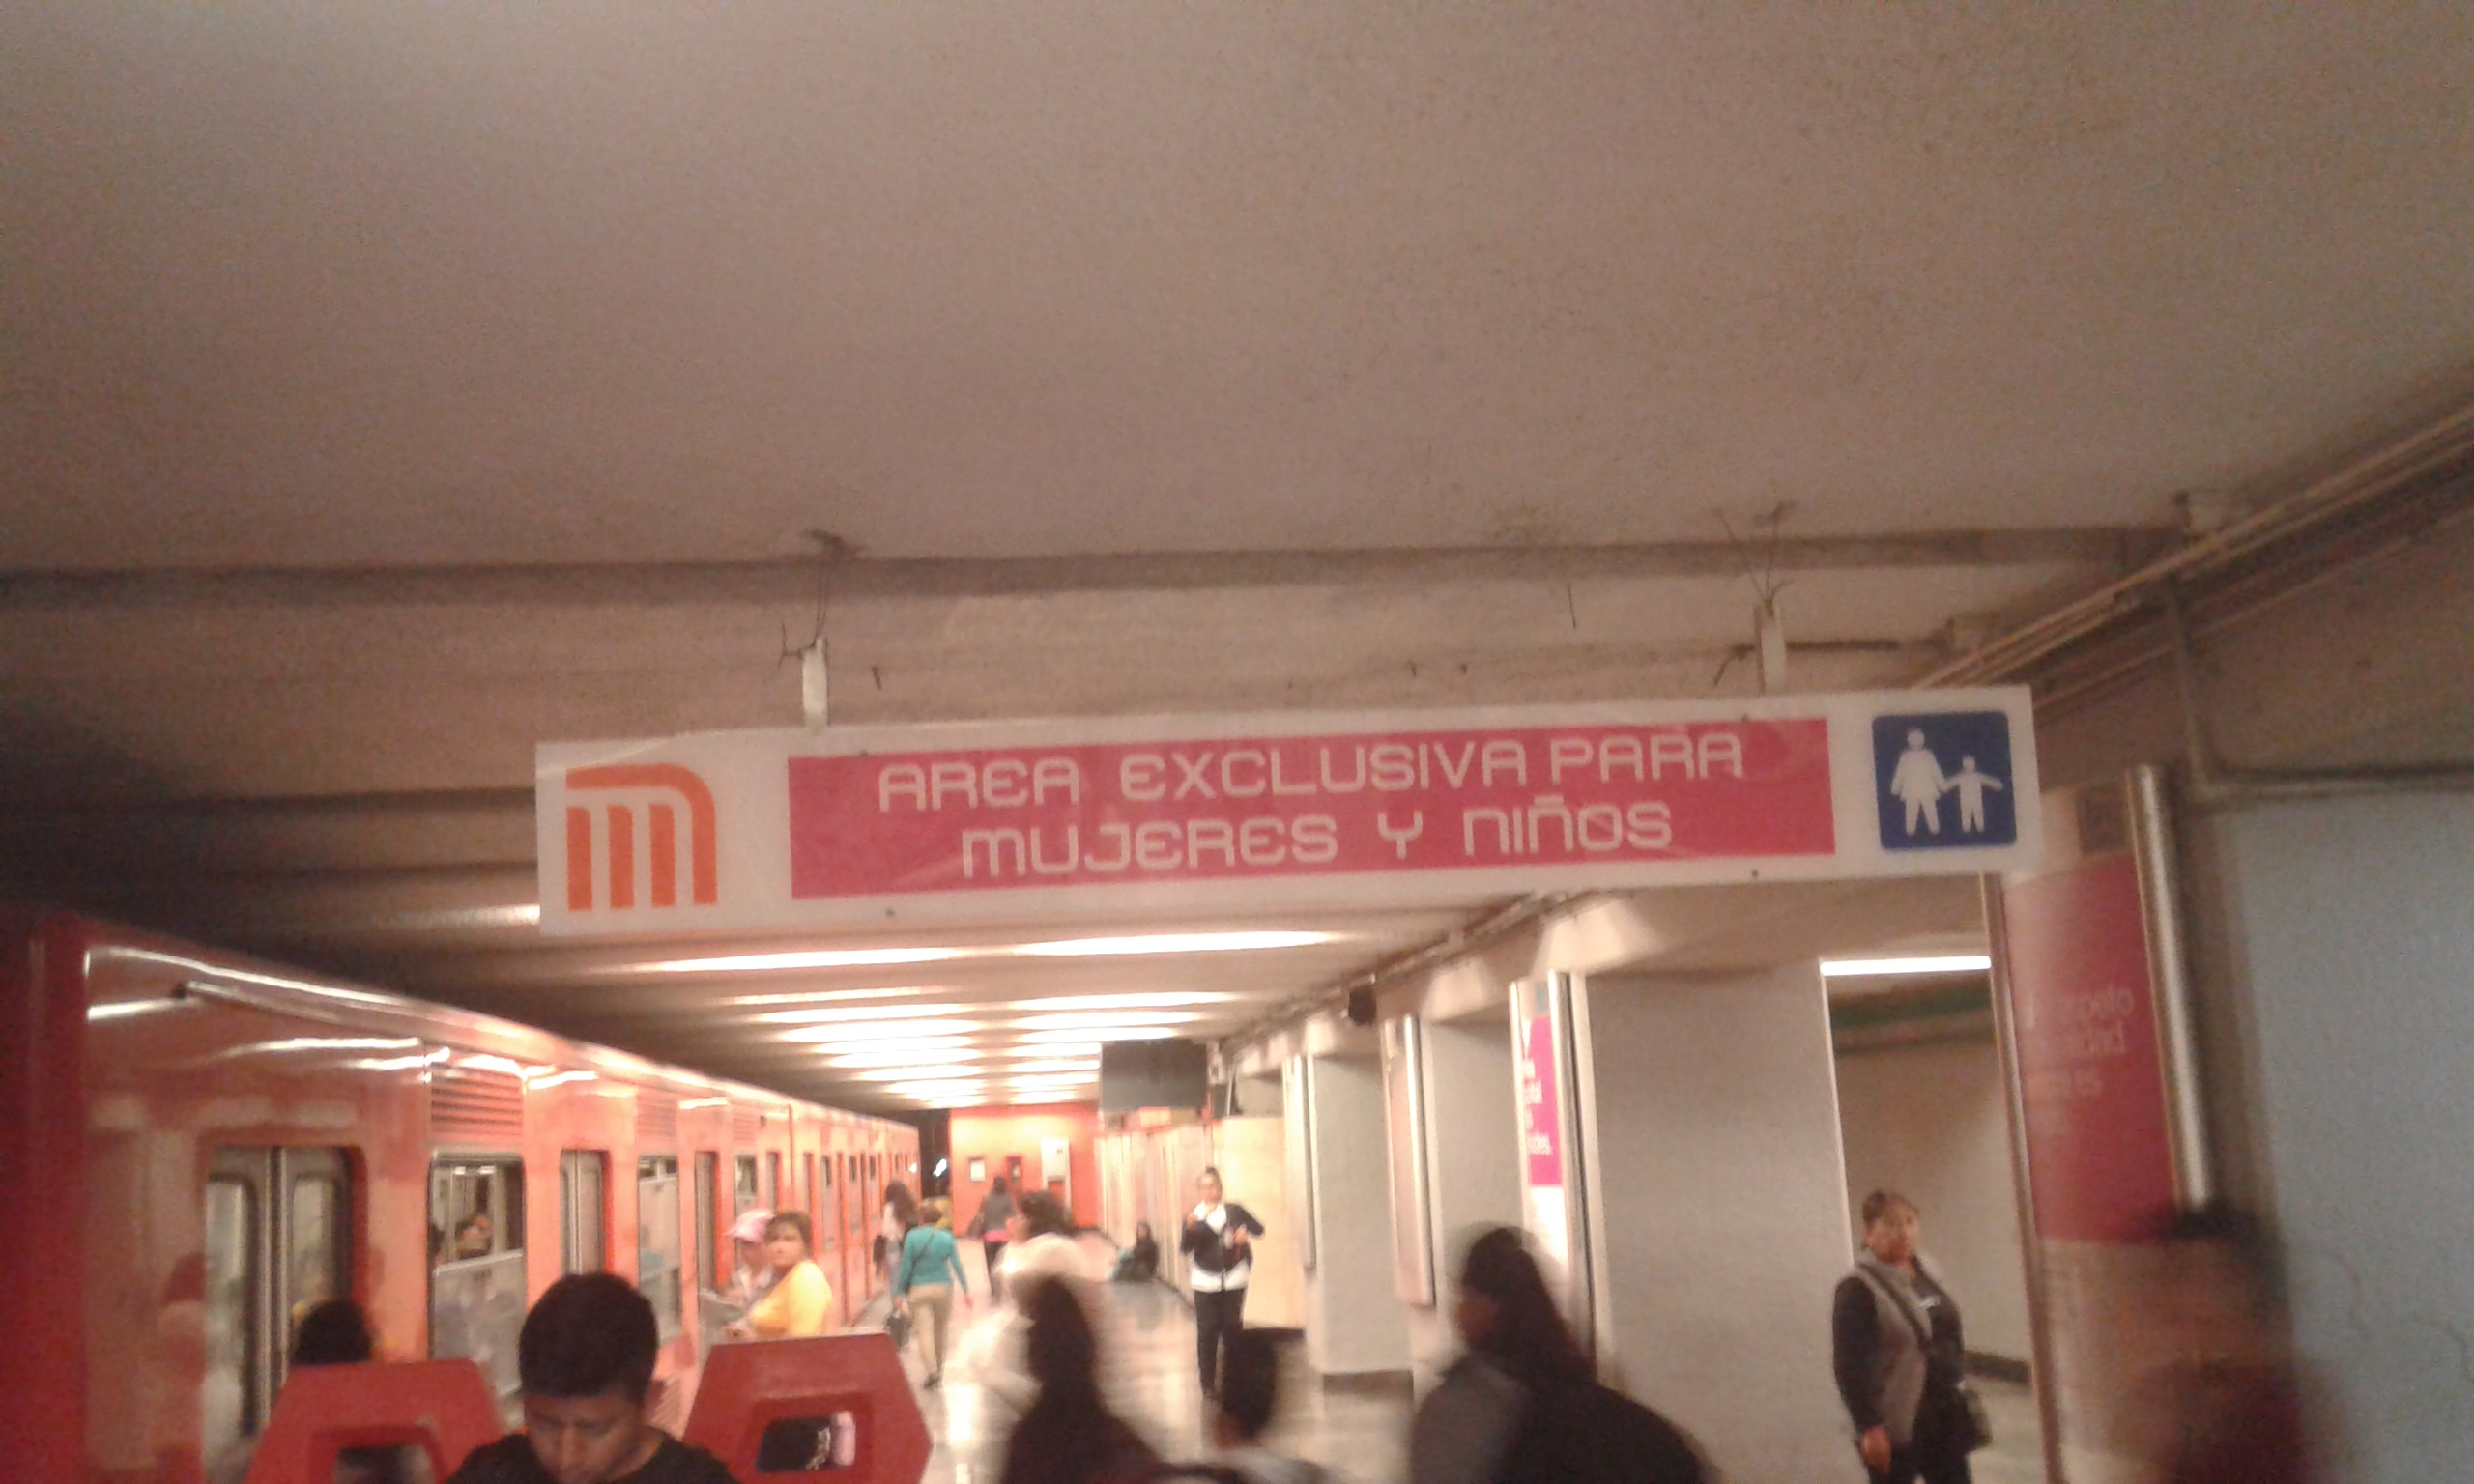 AREA EXCLUSIVA PARA
MUJERES Y NIÑOS